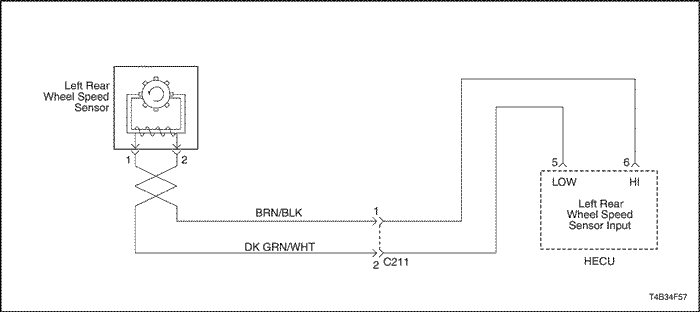 Left Rear
Wheel Speed
Sensor
1 2
BRN/BLK 1
DK GRN/WHT 2 C211
5 6
LOW HI
Left Rear
Wheel Speed
Sensor Input
HECU
T4B34F57